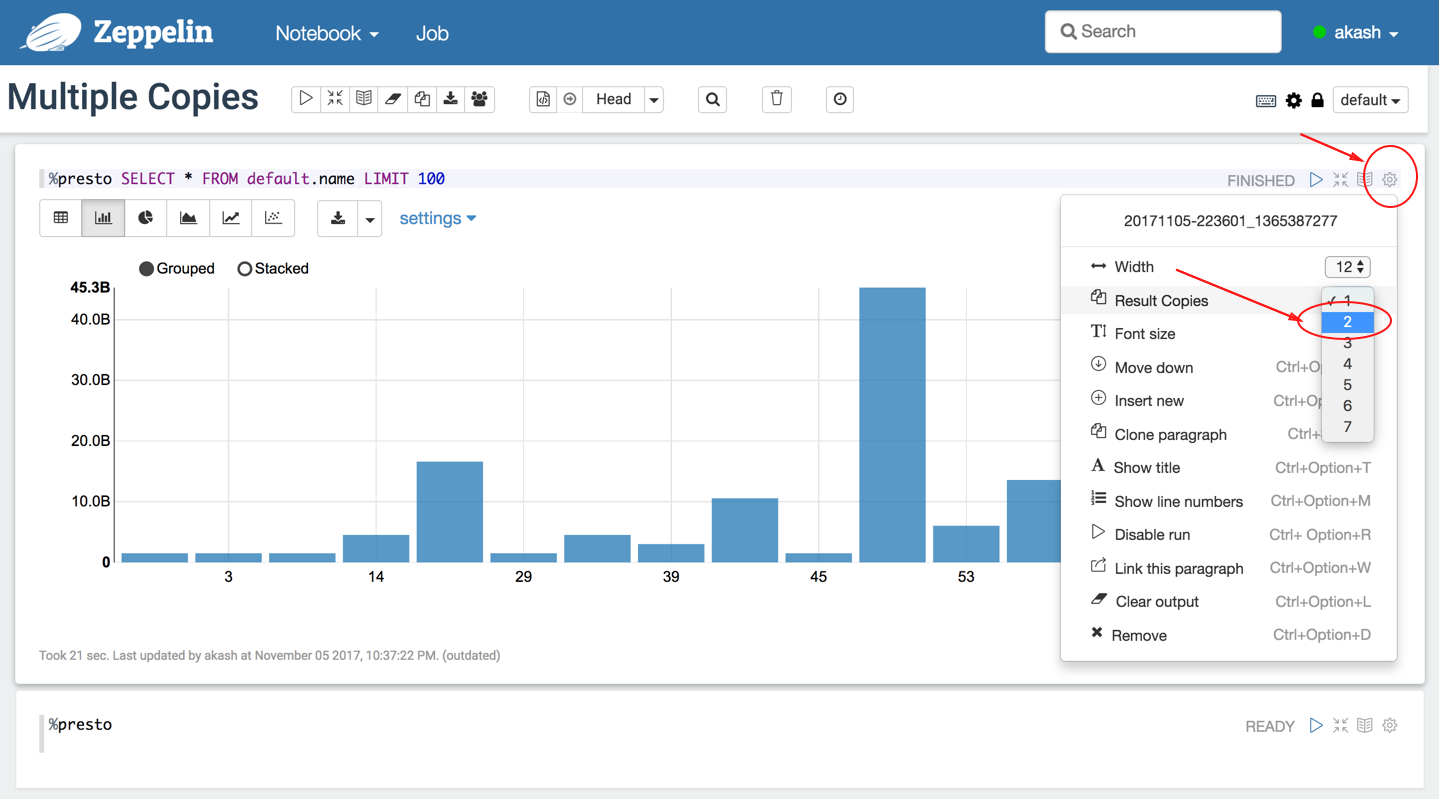 Zeppelin Notebook Job Search akash
Multiple Copies Head default
%presto SELECT * FROM default.name LIMIT 100 FINISHED
settings
20171105-223601_1365387277
Grouped Stacked
Width 12
Result Copies
Font size
Move down Ctrl+O
Insert new Ctrl+Op
Clone paragraph Ctrl+
Show title Ctrl+Option+T
Show line numbers Ctrl+Option+M
Disable run Ctrl+ Option+R
Link this paragraph Ctrl+Option+W
Clear output Ctrl+Option+L
Remove Ctrl+Option+D
✓ 1
2
3
4
5
6
7
45.3B
40.0B
30.0B
20.0B
10.0B
0
3 14 29 39 45 53
Took 21 sec. Last updated by akash at November 05 2017, 10:37:22 PM. (outdated)
%presto READY